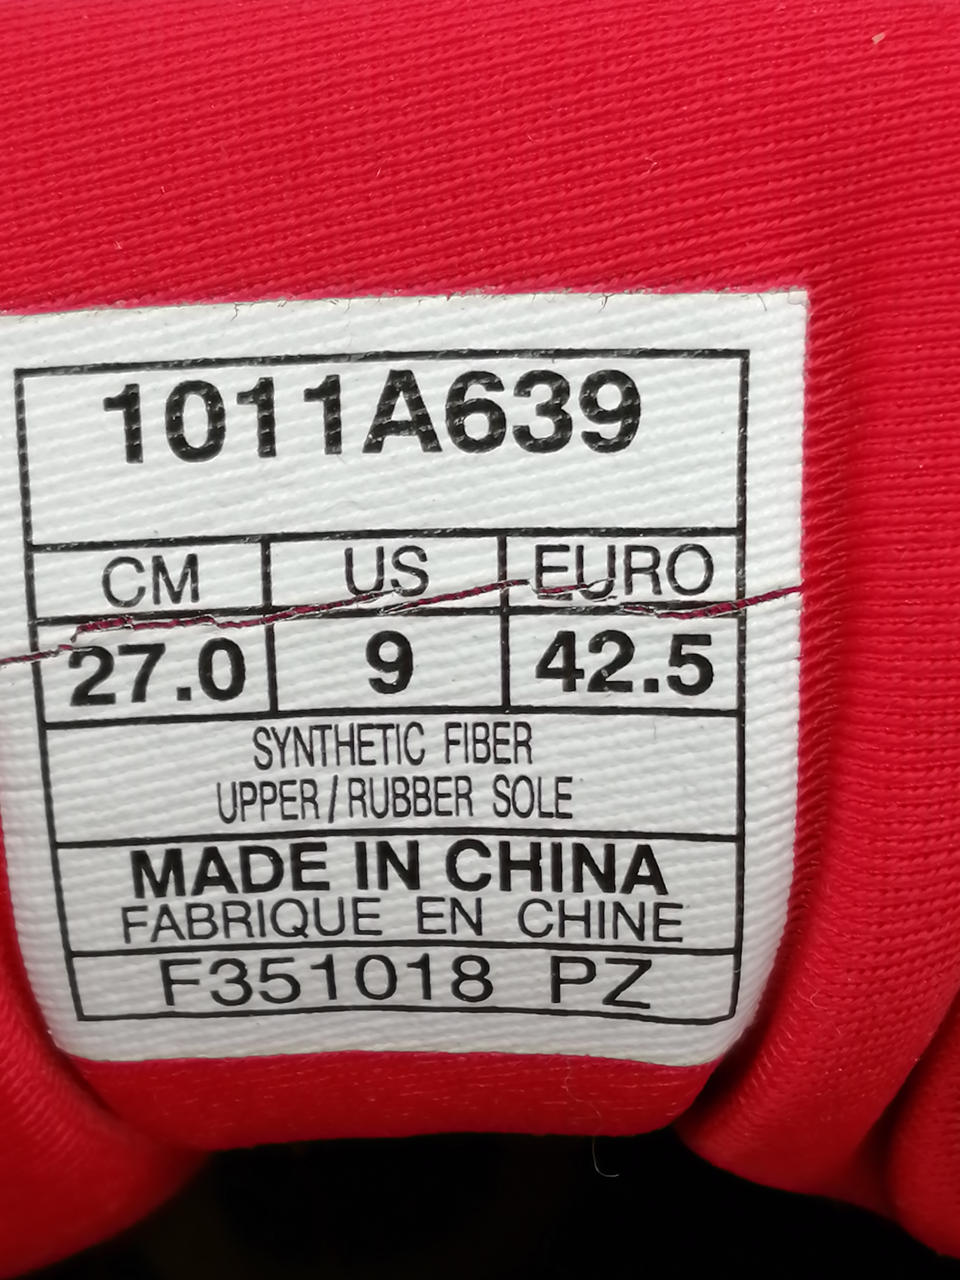 1011A639
CM US EURO
27.0 9 42.5
SYNTHETIC FIBER
UPPER/RUBBER SOLE
MADE IN CHINA
FABRIQUE EN CHINE
F351018 PZ